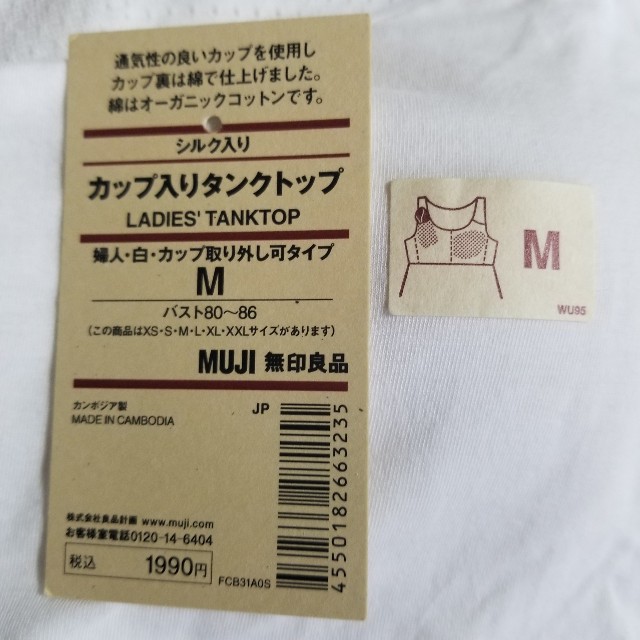 通気性の良いカップを使用し
カップ裏は綿で仕上げました。
綿はオーガニックコットンです。
シルク入り
カップ入りタンクトップ
LADIES' TANKTOP
婦人・白・カップ取り外し可タイプ
M
バスト80〜86
(この商品はXS・S・M・L・XL・XXLサイズがあります)
MUJI 無印良品
カンボジア製
MADE IN CAMBODIA
JP
4550182663235
株式会社良品計画 www.muji.com
お客様室電話0120-14-6404
税込 1990円
FCB31A0S
M
WU95